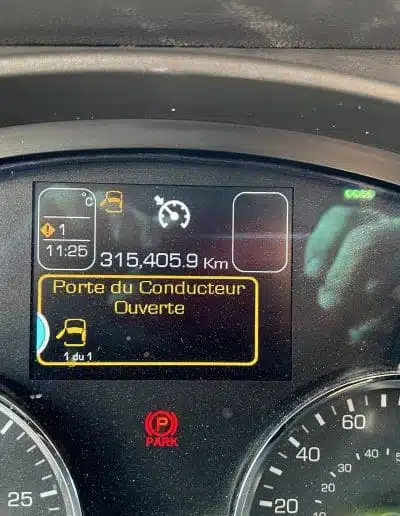 °C
1
11:25
315,405.9 Km
Porte du Conducteur
Ouverte
1 du 1
P
PARK
25
60
40
20
40
20
10